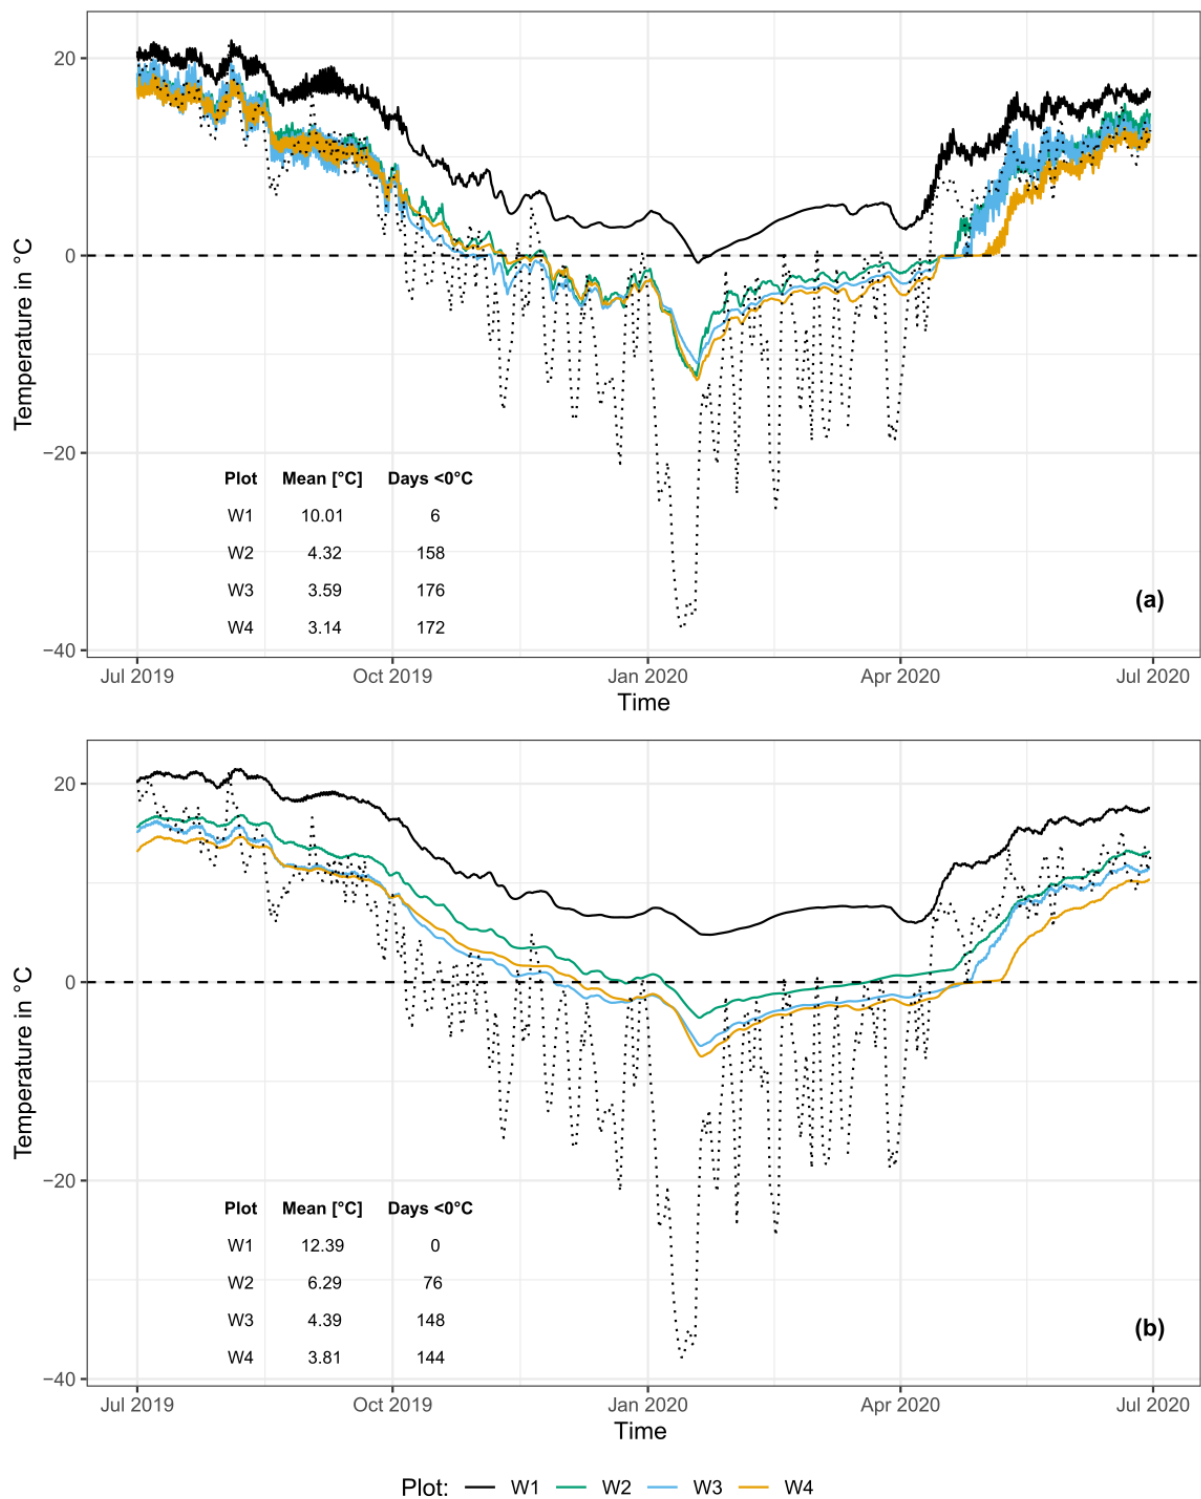 20
0
−20
−40
Temperature in °C
Plot Mean [°C] Days <0°C
W1 10.01 6
W2 4.32 158
W3 3.59 176
W4 3.14 172
(a)
Jul 2019 Oct 2019 Jan 2020 Apr 2020 Jul 2020
Time
20
0
−20
−40
Temperature in °C
Plot Mean [°C] Days <0°C
W1 12.39 0
W2 6.29 76
W3 4.39 148
W4 3.81 144
(b)
Jul 2019 Oct 2019 Jan 2020 Apr 2020 Jul 2020
Time
Plot: W1 W2 W3 W4